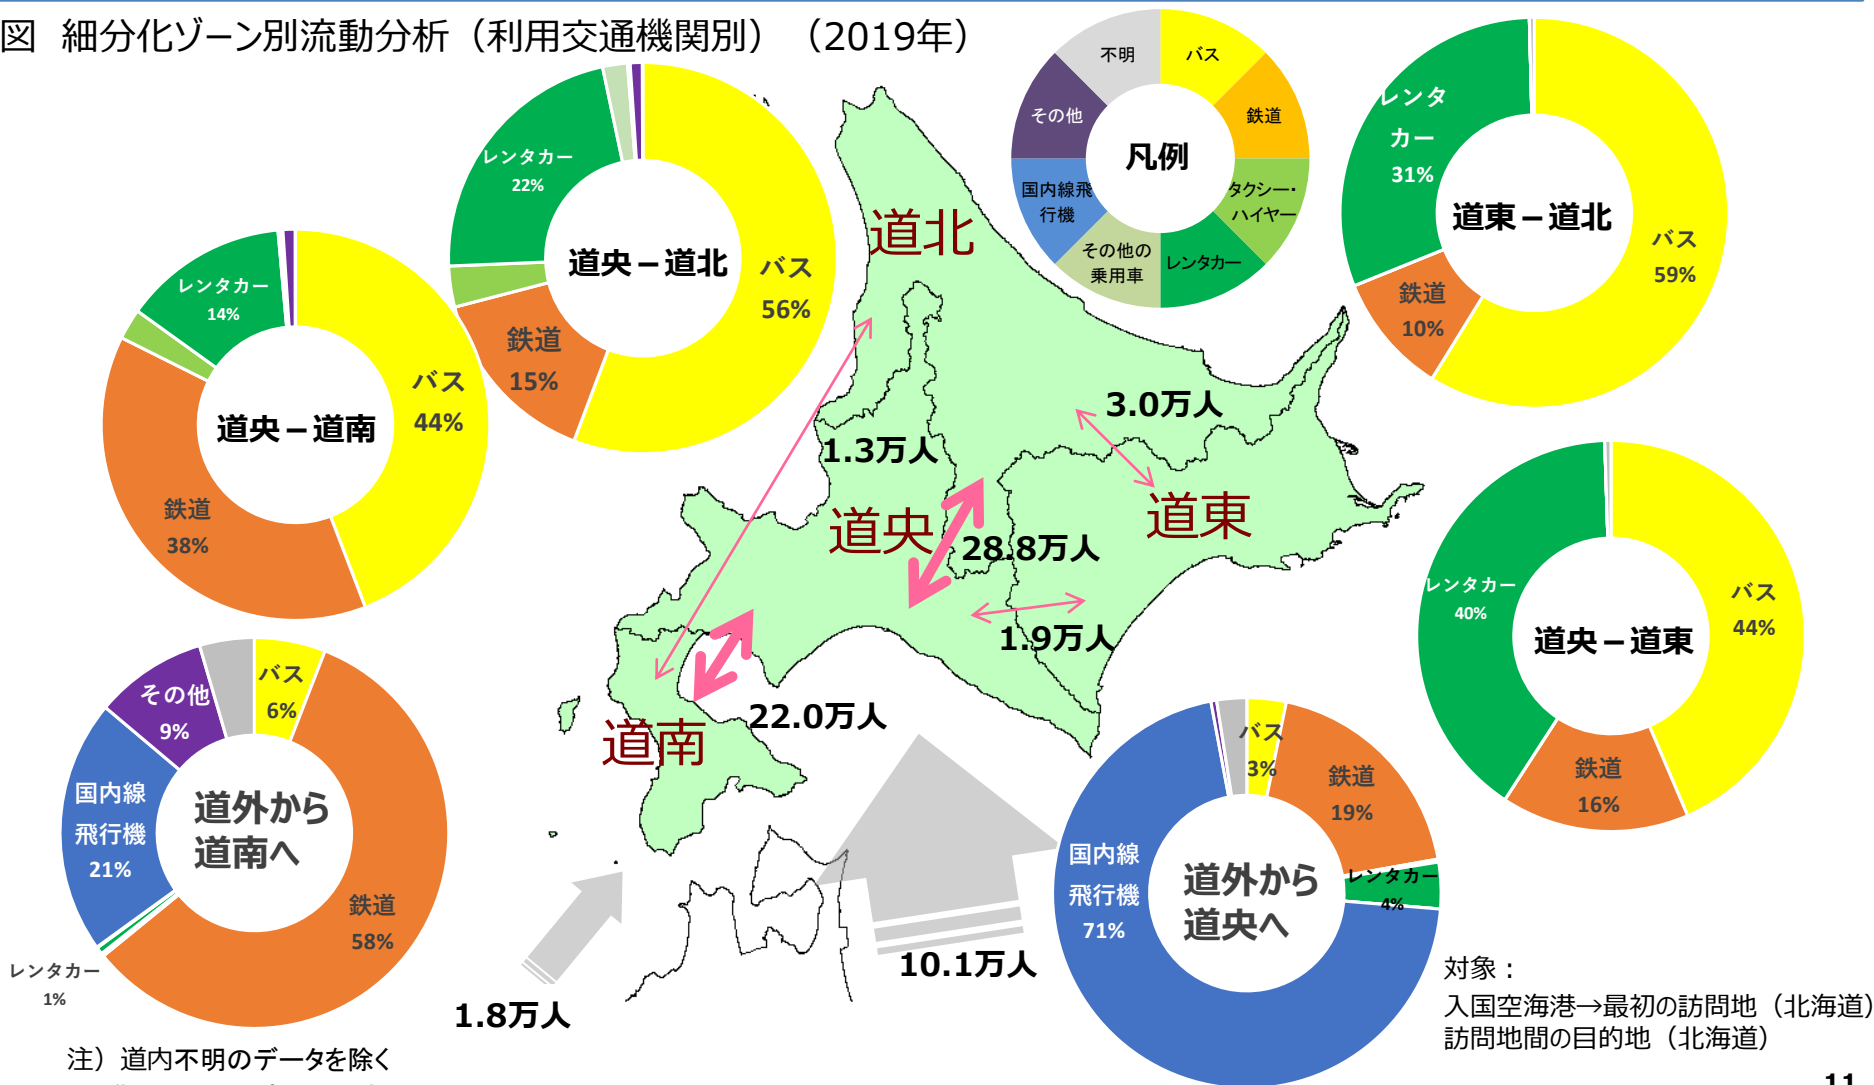 図 細分化ゾーン別流動分析（利用交通機関別）（2019年）
不明
バス
その他
鉄道
凡例
国内線飛
行機
タクシー・
ハイヤー
その他の
乗用車
レンタカー
レンタカー
22%
道央－道北
バス
56%
鉄道
15%
レンタ
カー
31%
道東－道北
バス
59%
鉄道
10%
レンタカー
14%
道央－道南
バス
44%
鉄道
38%
道北
3.0万人
1.3万人
道央
道東
28.8万人
1.9万人
22.0万人
道南
レンタカー
40%
道央－道東
バス
44%
鉄道
16%
その他
9%
バス
6%
国内線
飛行機
21%
道外から
道南へ
鉄道
58%
レンタカー
1%
バス
3%
鉄道
19%
国内線
飛行機
71%
道外から
道央へ
レンタカー
4%
10.1万人
1.8万人
対象：
入国空海港→最初の訪問地（北海道）
訪問地間の目的地（北海道）
注）道内不明のデータを除く
11